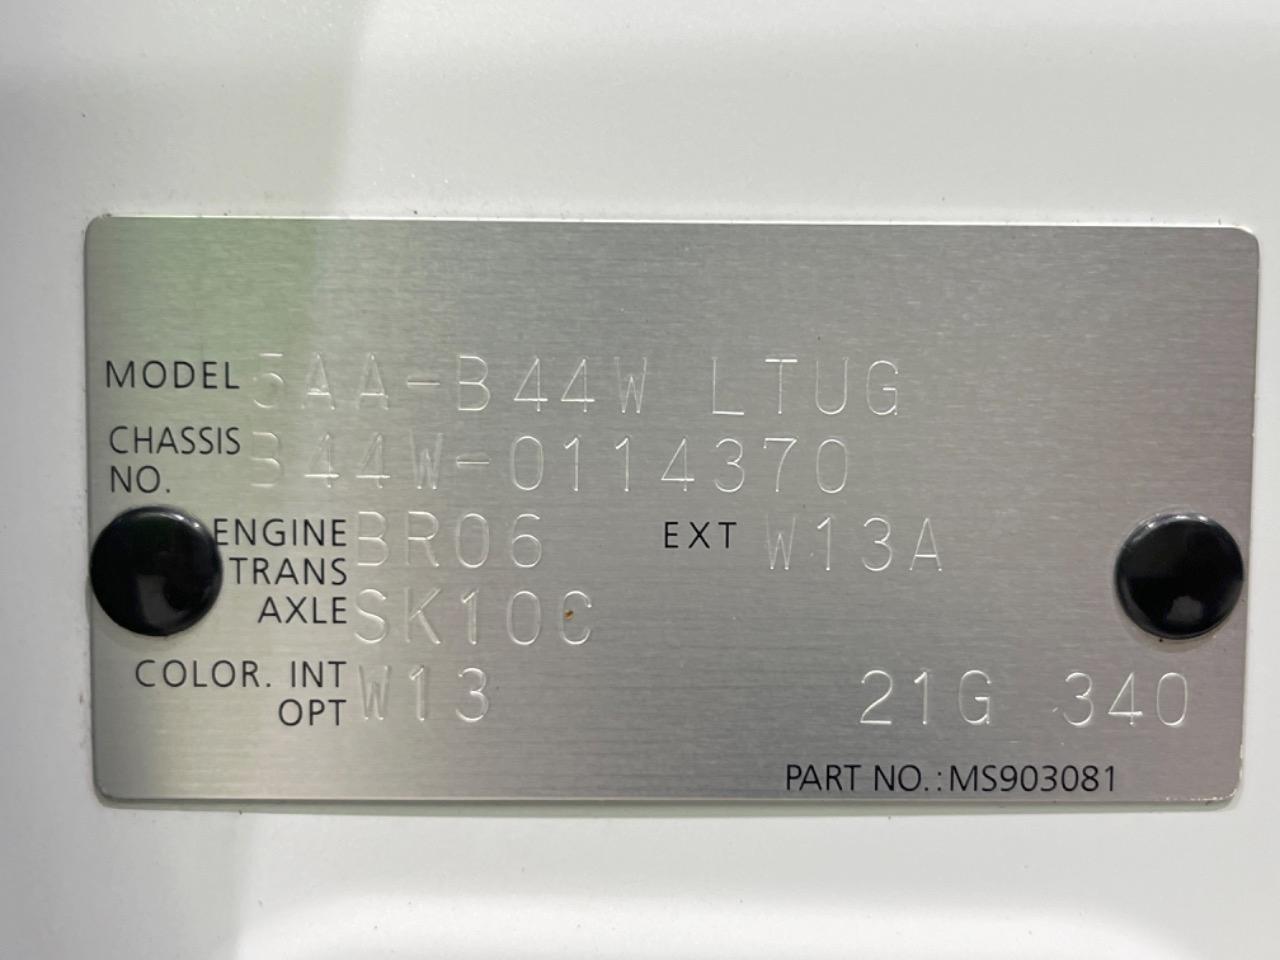 MODEL 5AA-B44W LTUG
CHASSIS NO. B44W-0114370
ENGINE BR06 EXT W13A
TRANS AXLE SK10C
COLOR. INT OPT W13 21G 340
PART NO.:MS903081